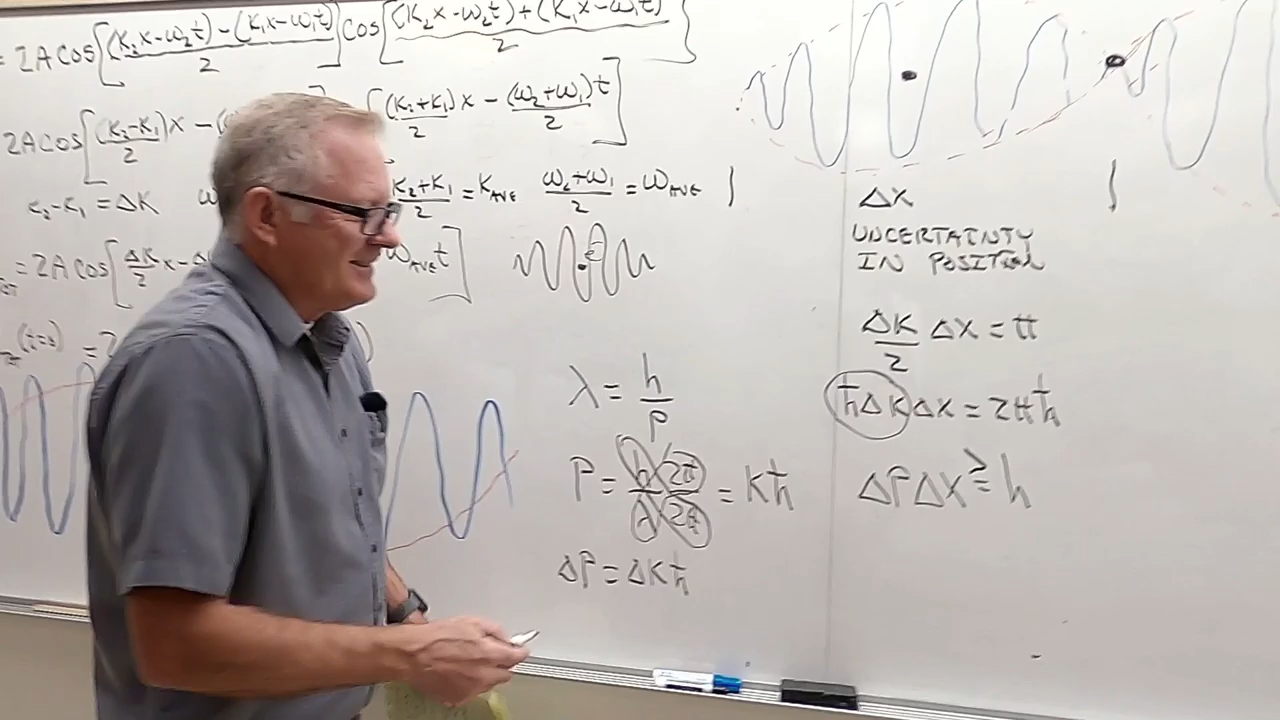 = 2A Cos[((K₂x-ω₂t)-(K₁x-ω₁t))/2] Cos[((K₂x-ω₂t)+(K₁x-ω₁t))/2]
2A Cos[(K₂-K₁)x/2 - [(K₂+K₁)x/2 - (ω₂+ω₁)t/2]
K₂-K₁ = ΔK ω K₂+K₁/2 = K_AVE ω₂+ω₁/2 = ω_AVE
= 2A Cos[ΔK/2 x - Δ ω_AVE t]
(t=0) = 2 )
λ = h/P
P = (h)(2π)/(λ)(2π) = Kħ
ΔP = ΔKħ
ΔX
UNCERTAINTY
IN POSITION
ΔK/2 ΔX = π
ħΔKΔX = 2πħ
ΔPΔX ≥ h